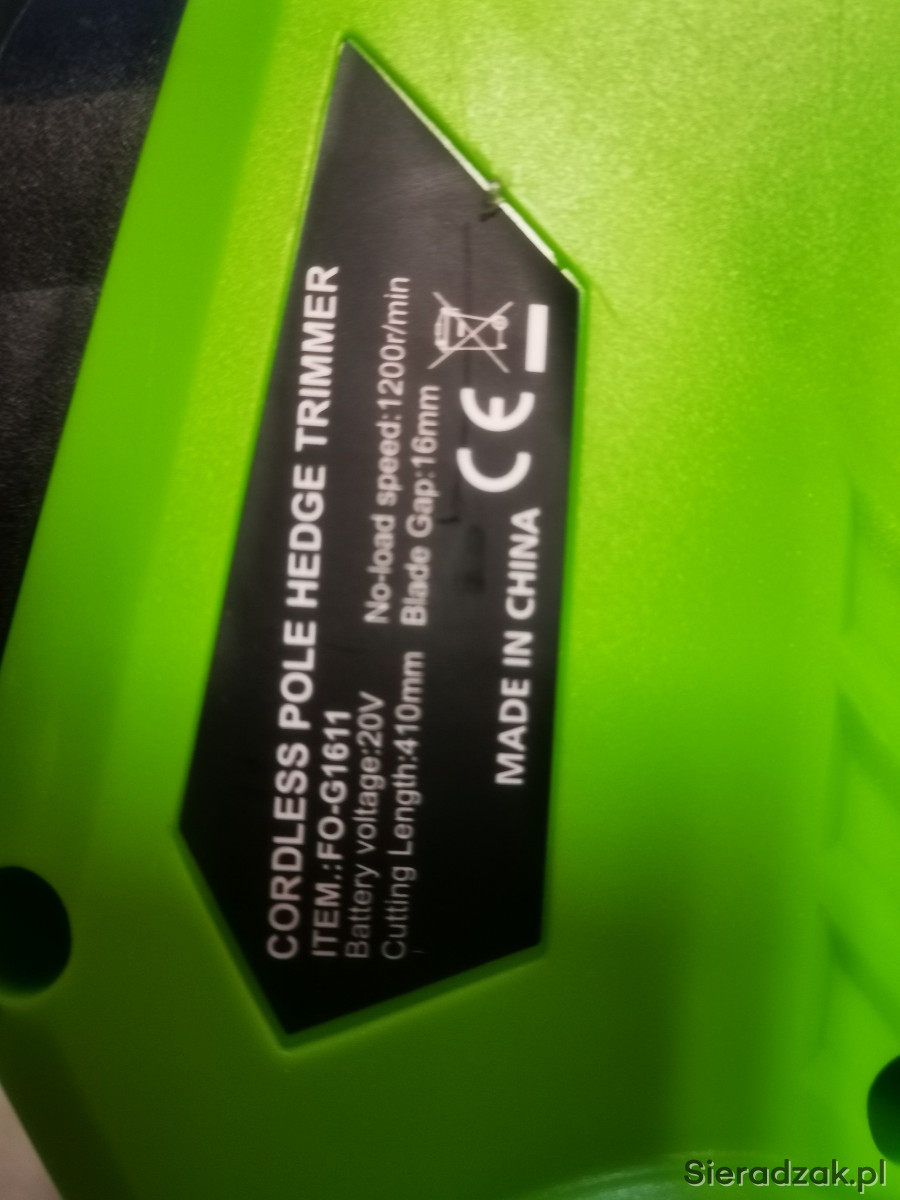 CORDLESS POLE HEDGE TRIMMER
ITEM.:FO-G1611
Battery voltage:20V No-load speed:1200r/min
Cutting Length:410mm Blade Gap:16mm
MADE IN CHINA CE
Sieradzak.pl